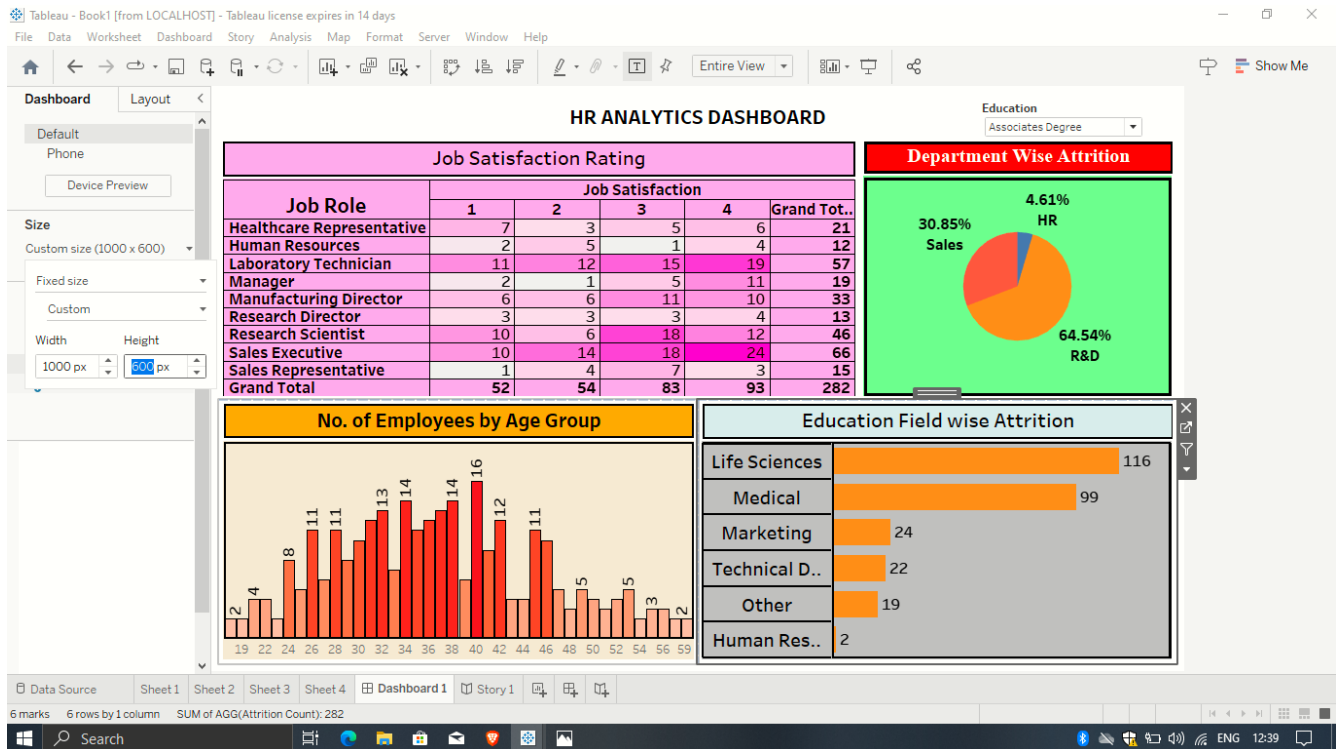 Tableau - Book1 [from LOCALHOST] - Tableau license expires in 14 days
File Data Worksheet Dashboard Story Analysis Map Format Server Window Help
Entire View
Show Me
Dashboard Layout
Default
Phone
Device Preview
Size
Custom size (1000 x 600)
Fixed size
Custom
Width Height
1000 px 600 px
HR ANALYTICS DASHBOARD
Education
Associates Degree
Job Satisfaction Rating
Job Role Job Satisfaction
1 2 3 4 Grand Tot..
Healthcare Representative 7 3 5 6 21
Human Resources 2 5 1 4 12
Laboratory Technician 11 12 15 19 57
Manager 2 1 5 11 19
Manufacturing Director 6 6 11 10 33
Research Director 3 3 3 4 13
Research Scientist 10 6 18 12 46
Sales Executive 10 14 18 24 66
Sales Representative 1 4 7 3 15
Grand Total 52 54 83 93 282
Department Wise Attrition
4.61%
HR
30.85%
Sales
64.54%
R&D
No. of Employees by Age Group
2 4 8 11 11 13 14 14 16 12 11 5 5 3 2
19 22 24 26 28 30 32 34 36 38 40 42 44 46 48 50 52 54 56 59
Education Field wise Attrition
Life Sciences 116
Medical 99
Marketing 24
Technical D.. 22
Other 19
Human Res.. 2
Data Source Sheet 1 Sheet 2 Sheet 3 Sheet 4 Dashboard 1 Story 1
6 marks 6 rows by 1 column SUM of AGG(Attrition Count): 282
Search
ENG 12:39